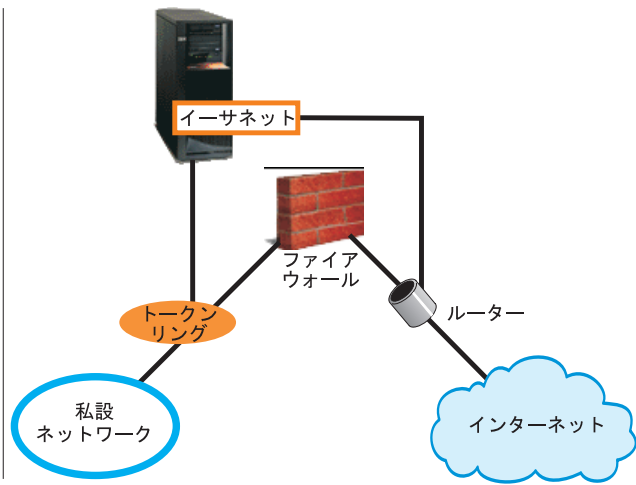 イーサネット
ファイア
ウォール
トークン
リング
ルーター
私設
ネットワーク
インターネット